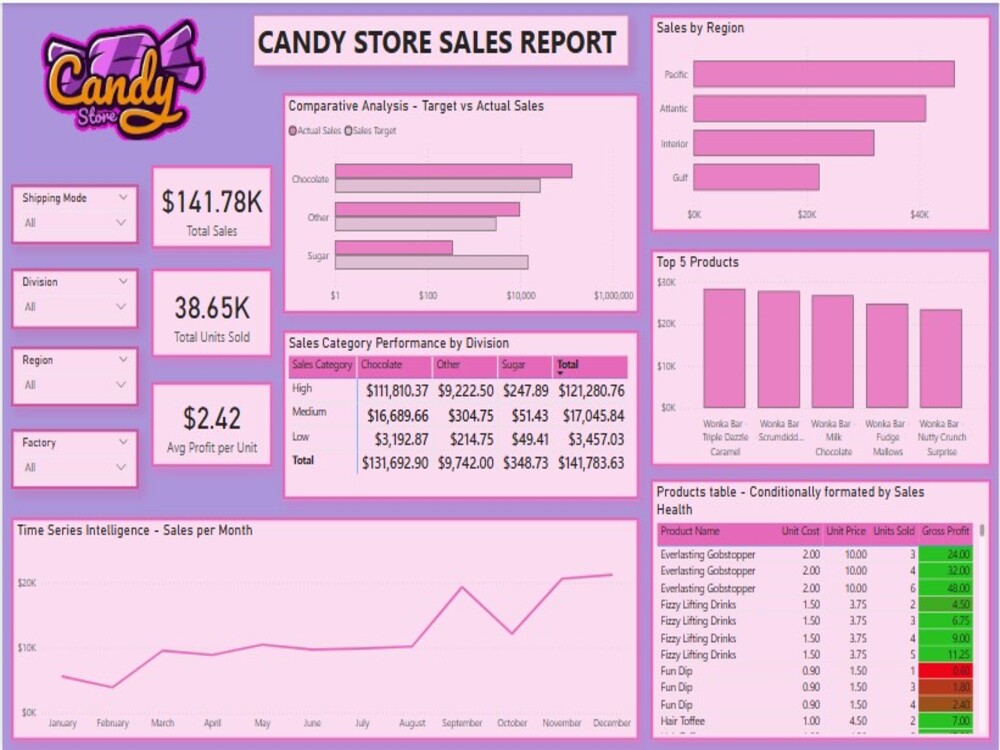 Candy
Store
CANDY STORE SALES REPORT
Shipping Mode
All
Division
All
Region
All
Factory
All
$141.78K
Total Sales
38.65K
Total Units Sold
$2.42
Avg Profit per Unit
Comparative Analysis - Target vs Actual Sales
Actual Sales Sales Target
Chocolate
Other
Sugar
$1 $100 $10,000 $1,000,000
Sales Category Performance by Division
Sales Category Chocolate Other Sugar Total
High $111,810.37 $9,222.50 $247.89 $121,280.76
Medium $16,689.66 $304.75 $51.43 $17,045.84
Low $3,192.87 $214.75 $49.41 $3,457.03
Total $131,692.90 $9,742.00 $348.73 $141,783.63
Time Series Intelligence - Sales per Month
$20K
$10K
$0K
January February March April May June July August September October November December
Sales by Region
Pacific
Atlantic
Interior
Gulf
$0K $20K $40K
Top 5 Products
$30K
$20K
$10K
$0K
Wonka Bar - Triple Dazzle Caramel
Wonka Bar - Scrumdidd...
Wonka Bar - Milk Chocolate
Wonka Bar - Fudge Mallows
Wonka Bar - Nutty Crunch Surprise
Products table - Conditionally formated by Sales
Health
Product Name Unit Cost Unit Price Units Sold Gross Profit
Everlasting Gobstopper 2.00 10.00 3 24.00
Everlasting Gobstopper 2.00 10.00 4 32.00
Everlasting Gobstopper 2.00 10.00 6 48.00
Fizzy Lifting Drinks 1.50 3.75 2 4.50
Fizzy Lifting Drinks 1.50 3.75 3 6.75
Fizzy Lifting Drinks 1.50 3.75 4 9.00
Fizzy Lifting Drinks 1.50 3.75 5 11.25
Fun Dip 0.90 1.50 1 0.60
Fun Dip 0.90 1.50 3 1.80
Fun Dip 0.90 1.50 4 2.40
Hair Toffee 1.00 4.50 2 7.00